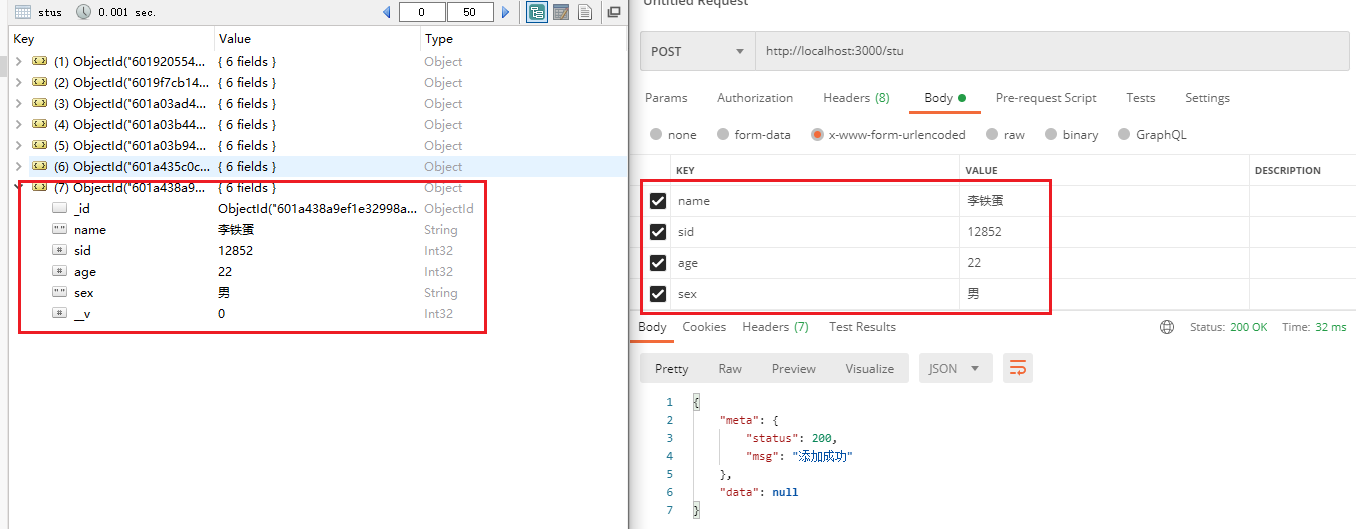 stus 0.001 sec. 0 50
Key Value Type
(1) ObjectId("601920554... { 6 fields } Object
(2) ObjectId("6019f7cb14... { 6 fields } Object
(3) ObjectId("601a03ad4... { 6 fields } Object
(4) ObjectId("601a03b44... { 6 fields } Object
(5) ObjectId("601a03b94... { 6 fields } Object
(6) ObjectId("601a435c0c... { 6 fields } Object
(7) ObjectId("601a438a9... { 6 fields } Object
_id ObjectId("601a438a9ef1e32998a... ObjectId
name 李铁蛋 String
sid 12852 Int32
age 22 Int32
sex 男 String
__v 0 Int32
Untitled Request
POST http://localhost:3000/stu
Params Authorization Headers (8) Body Pre-request Script Tests Settings
none form-data x-www-form-urlencoded raw binary GraphQL
KEY VALUE DESCRIPTION
name 李铁蛋
sid 12852
age 22
sex 男
Body Cookies Headers (7) Test Results Status: 200 OK Time: 32 ms
Pretty Raw Preview Visualize JSON
1 {
2 "meta": {
3 "status": 200,
4 "msg": "添加成功"
5 },
6 "data": null
7 }